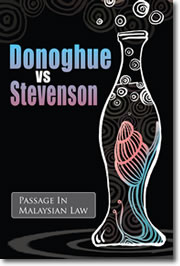 Donoghue
vs
Stevenson
PASSAGE IN
MALAYSIAN LAW